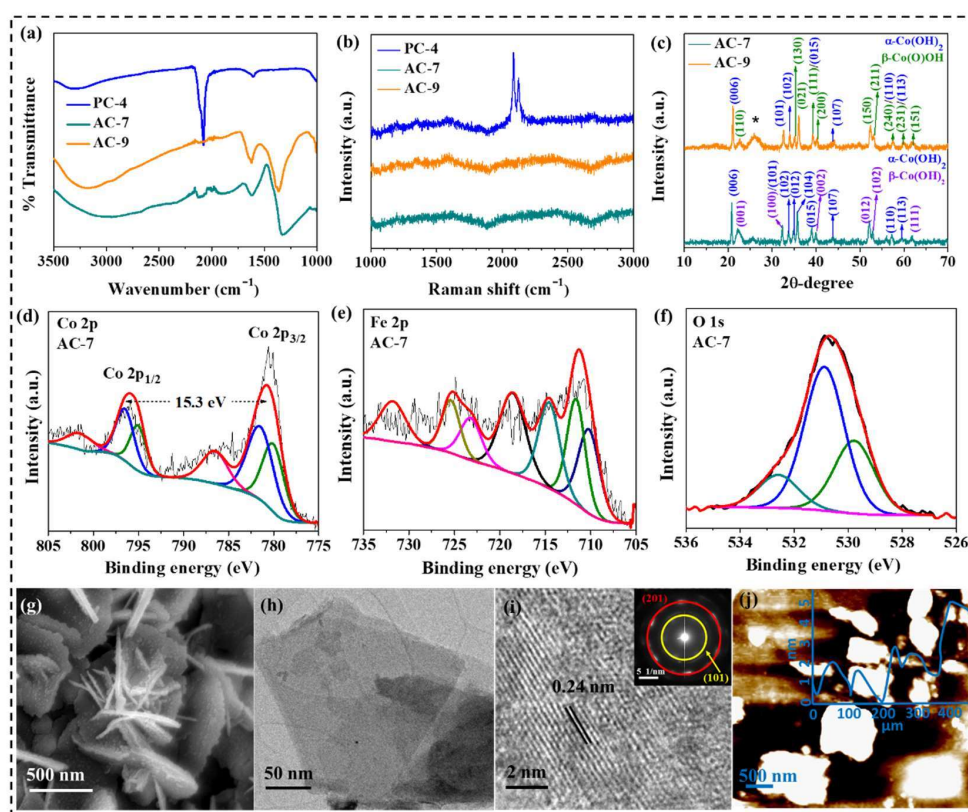 (a)
% Transmittance
PC-4
AC-7
AC-9
3500 3000 2500 2000 1500 1000
Wavenumber (cm⁻¹)
(b)
Intensity (a.u.)
PC-4
AC-7
AC-9
1000 1500 2000 2500 3000
Raman shift (cm⁻¹)
(c)
Intensity (a.u.)
AC-7
AC-9
α-Co(OH)₂
β-Co(O)OH
(006)
(110)
*
(101)
(102)
(130)
(021)
(111)/(015)
(200)
(107)
(150)
(211)
(240)/(110)
(231)/(113)
(151)
α-Co(OH)₂
β-Co(OH)₂
(006)
(001)
(100)/(101)
(102)
(012)
(104)
(015)
(002)
(107)
(012)
(102)
(110)
(113)
(111)
10 20 30 40 50 60 70
2θ-degree
(d) Co 2p
AC-7
Co 2p₁/₂
Co 2p₃/₂
15.3 eV
Intensity (a.u.)
805 800 795 790 785 780 775
Binding energy (eV)
(e) Fe 2p
AC-7
Intensity (a.u.)
735 730 725 720 715 710 705
Binding energy (eV)
(f) O 1s
AC-7
Intensity (a.u.)
536 534 532 530 528 526
Binding energy (eV)
(g)
500 nm
(h)
50 nm
(i)
0.24 nm
2 nm
(201)
(101)
5 1/nm
(j)
5
4
3
2
1
0
nm
0 100 200 300 400
µm
500 nm